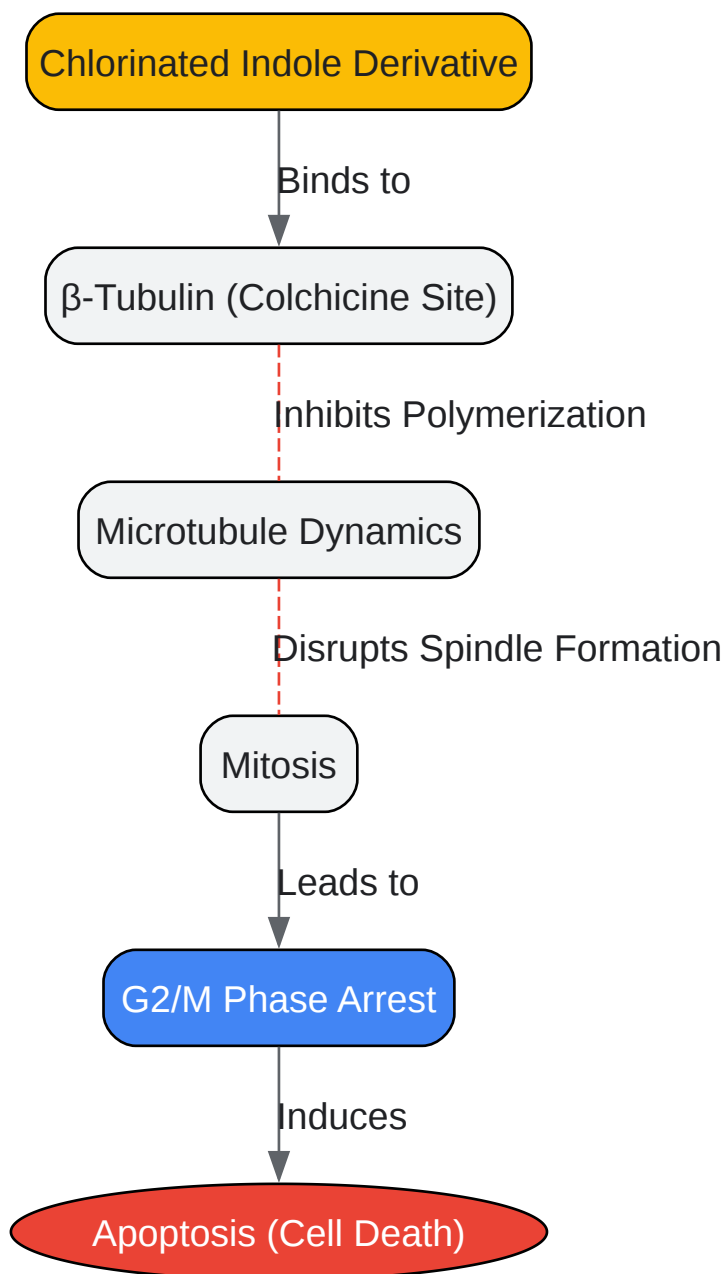 Chlorinated Indole Derivative
Binds to
β-Tubulin (Colchicine Site)
Inhibits Polymerization
Microtubule Dynamics
Disrupts Spindle Formation
Mitosis
Leads to
G2/M Phase Arrest
Induces
Apoptosis (Cell Death)